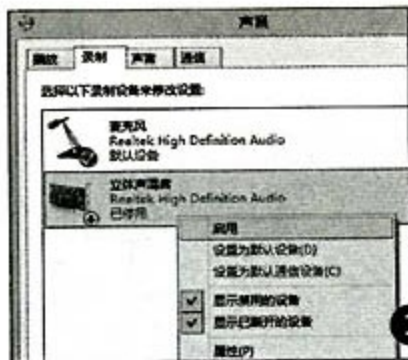 声音
播放 录制 声音 通信
选择以下录制设备来修改设置:
麦克风
Realtek High Definition Audio
默认设备
立体声混音
Realtek High Definition Audio
已停用
启用
设置为默认设备(D)
设置为默认通信设备(C)
显示禁用的设备
显示已断开的设备
属性(P)